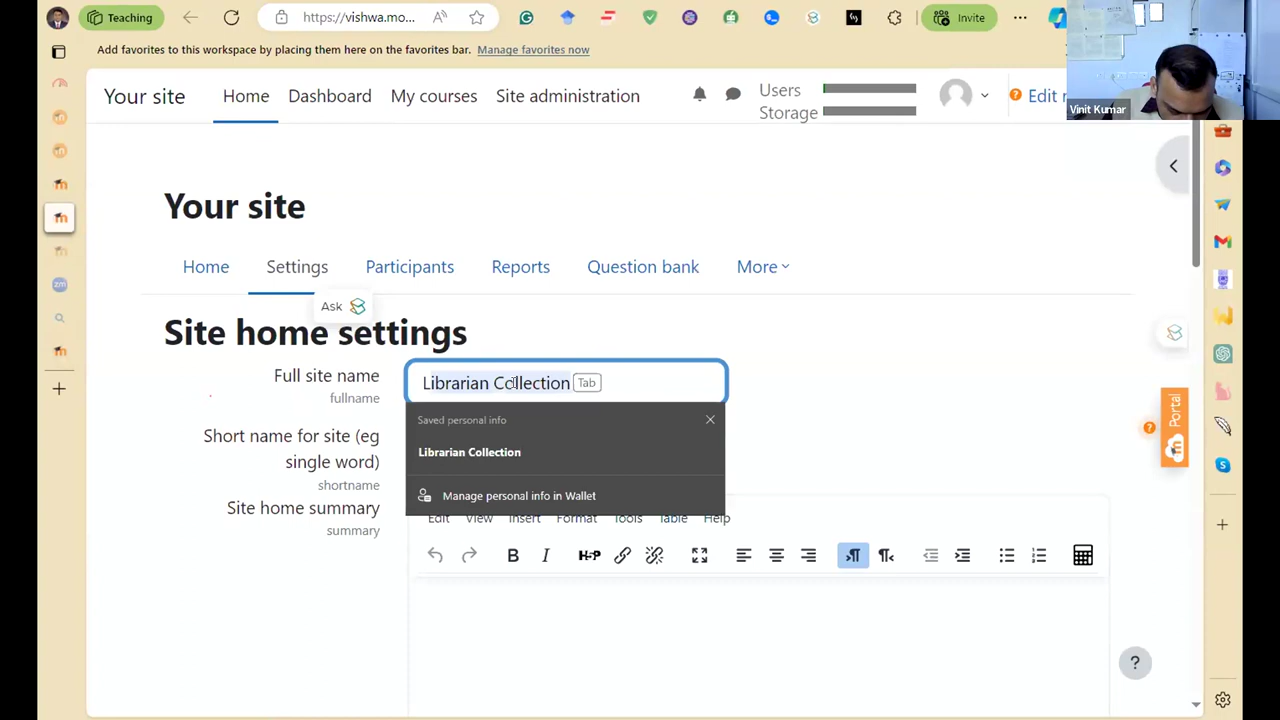 Teaching
https://vishwa.mo...
Invite
Add favorites to this workspace by placing them here on the favorites bar. Manage favorites now
Vinit Kumar
Your site
Home
Dashboard
My courses
Site administration
Users
Storage
Your site
Home
Settings
Participants
Reports
Question bank
More
Ask
Site home settings
Full site name
fullname
Librarian Collection Tab
Saved personal info
Librarian Collection
Manage personal info in Wallet
Short name for site (eg
single word)
shortname
Site home summary
summary
Edit View Insert Format Tools Table Help
B I H-P
Portal
?